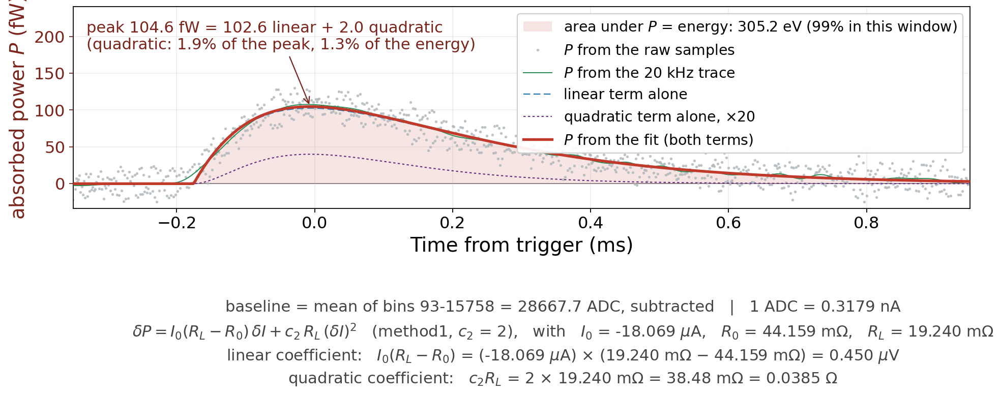 peak 104.6 fW = 102.6 linear + 2.0 quadratic
(quadratic: 1.9% of the peak, 1.3% of the energy)
area under P = energy: 305.2 eV (99% in this window)
P from the raw samples
P from the 20 kHz trace
linear term alone
quadratic term alone, ×20
P from the fit (both terms)
absorbed power P (fW)
200
150
100
50
0
−0.2 0.0 0.2 0.4 0.6 0.8
Time from trigger (ms)
baseline = mean of bins 93-15758 = 28667.7 ADC, subtracted | 1 ADC = 0.3179 nA
δP = I₀(R_L − R₀) δI + c₂ R_L (δI)² (method1, c₂ = 2), with I₀ = -18.069 μA, R₀ = 44.159 mΩ, R_L = 19.240 mΩ
linear coefficient: I₀(R_L − R₀) = (-18.069 μA) × (19.240 mΩ − 44.159 mΩ) = 0.450 μV
quadratic coefficient: c₂R_L = 2 × 19.240 mΩ = 38.48 mΩ = 0.0385 Ω